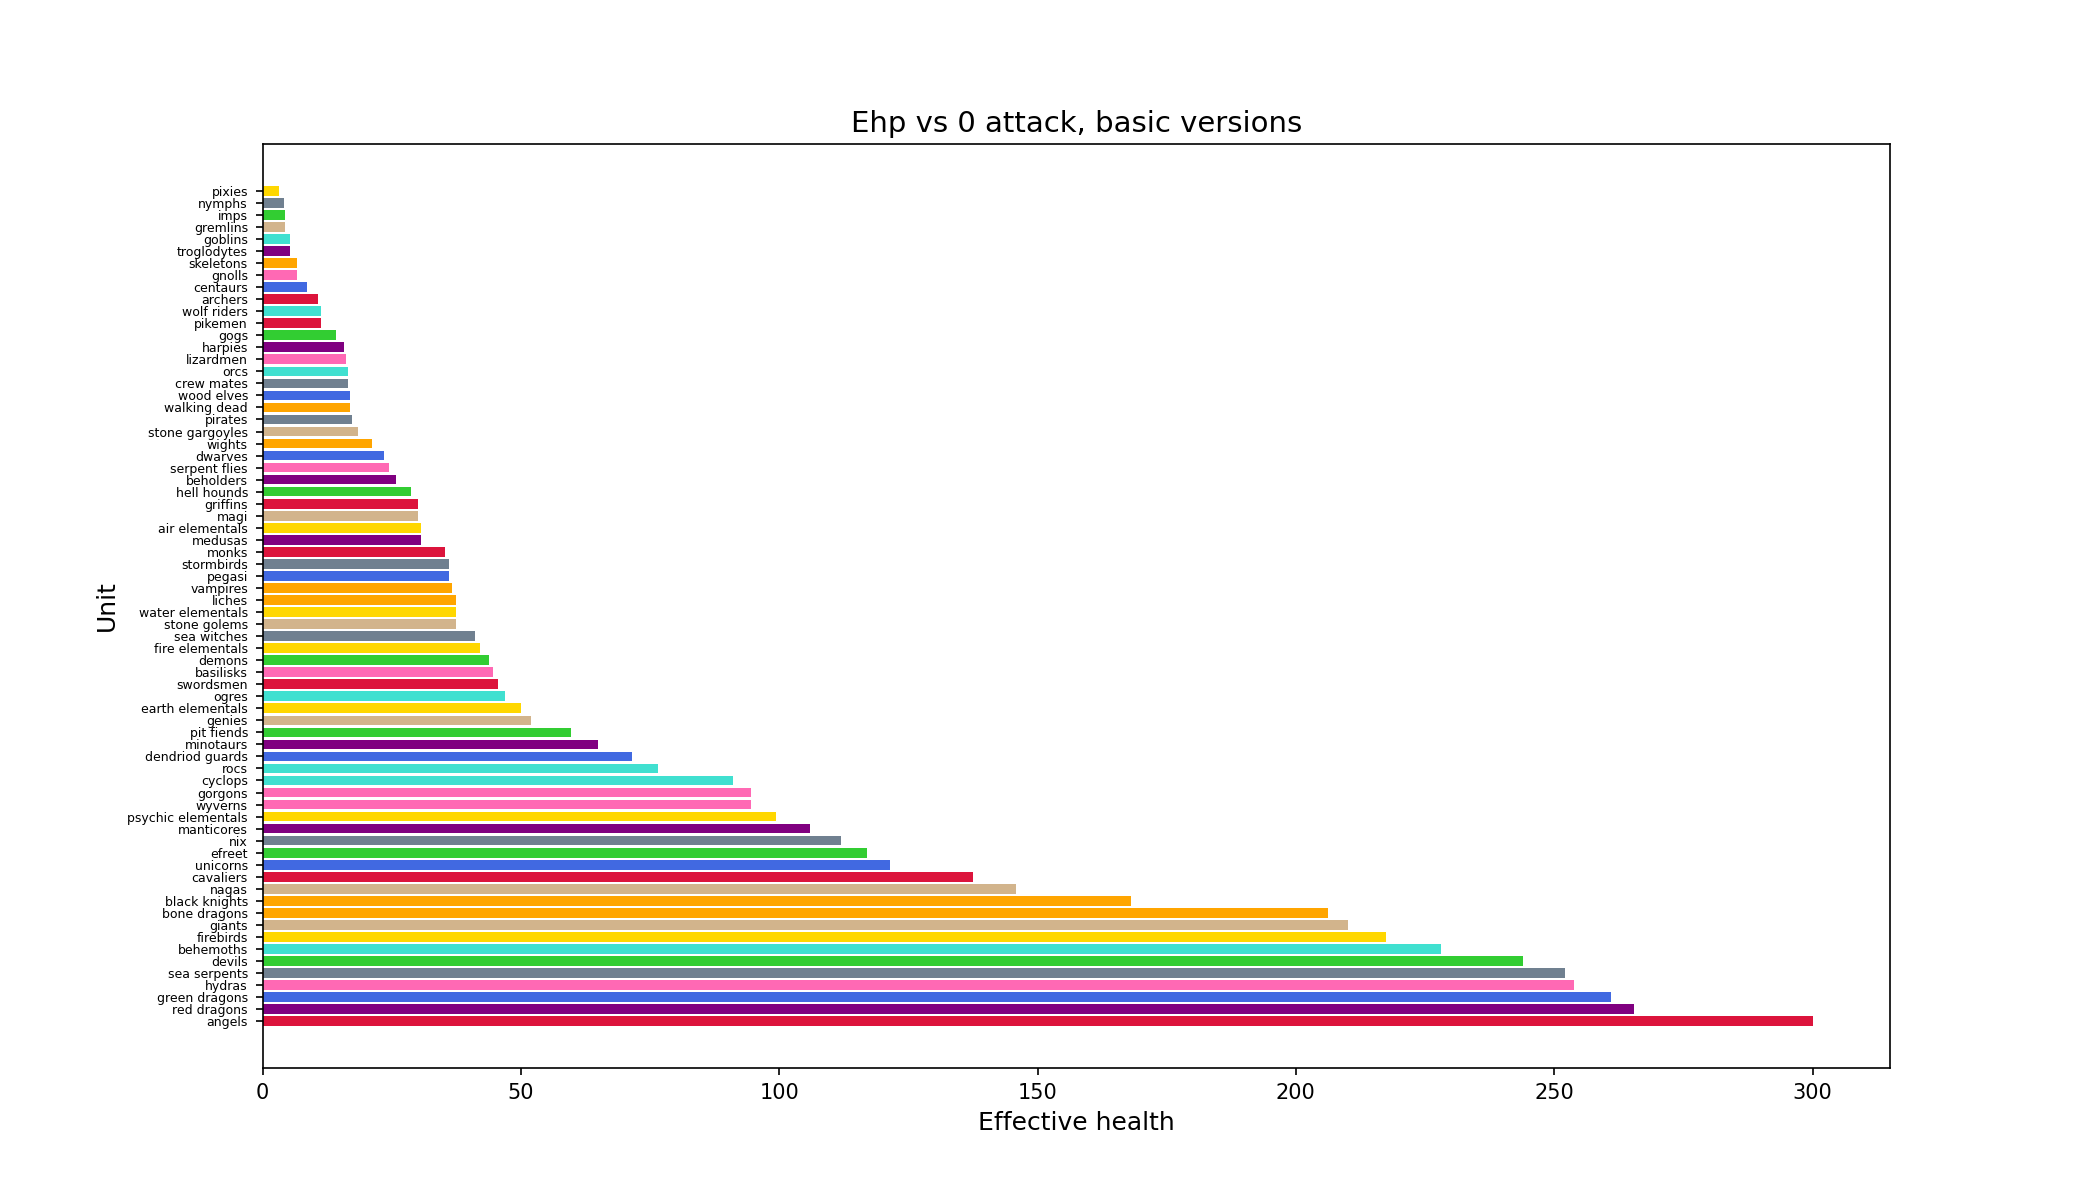 Ehp vs 0 attack, basic versions
pixies
nymphs
imps
gremlins
goblins
troglodytes
skeletons
gnolls
centaurs
archers
wolf riders
pikemen
gogs
harpies
lizardmen
orcs
crew mates
wood elves
walking dead
pirates
stone gargoyles
wights
dwarves
serpent flies
beholders
hell hounds
griffins
magi
air elementals
medusas
monks
stormbirds
pegasi
vampires
liches
water elementals
stone golems
sea witches
fire elementals
demons
basilisks
swordsmen
ogres
earth elementals
genies
pit fiends
minotaurs
dendriod guards
rocs
cyclops
gorgons
wyverns
psychic elementals
manticores
nix
efreet
unicorns
cavaliers
nagas
black knights
bone dragons
giants
firebirds
behemoths
devils
sea serpents
hydras
green dragons
red dragons
angels
Unit
0 50 100 150 200 250 300
Effective health